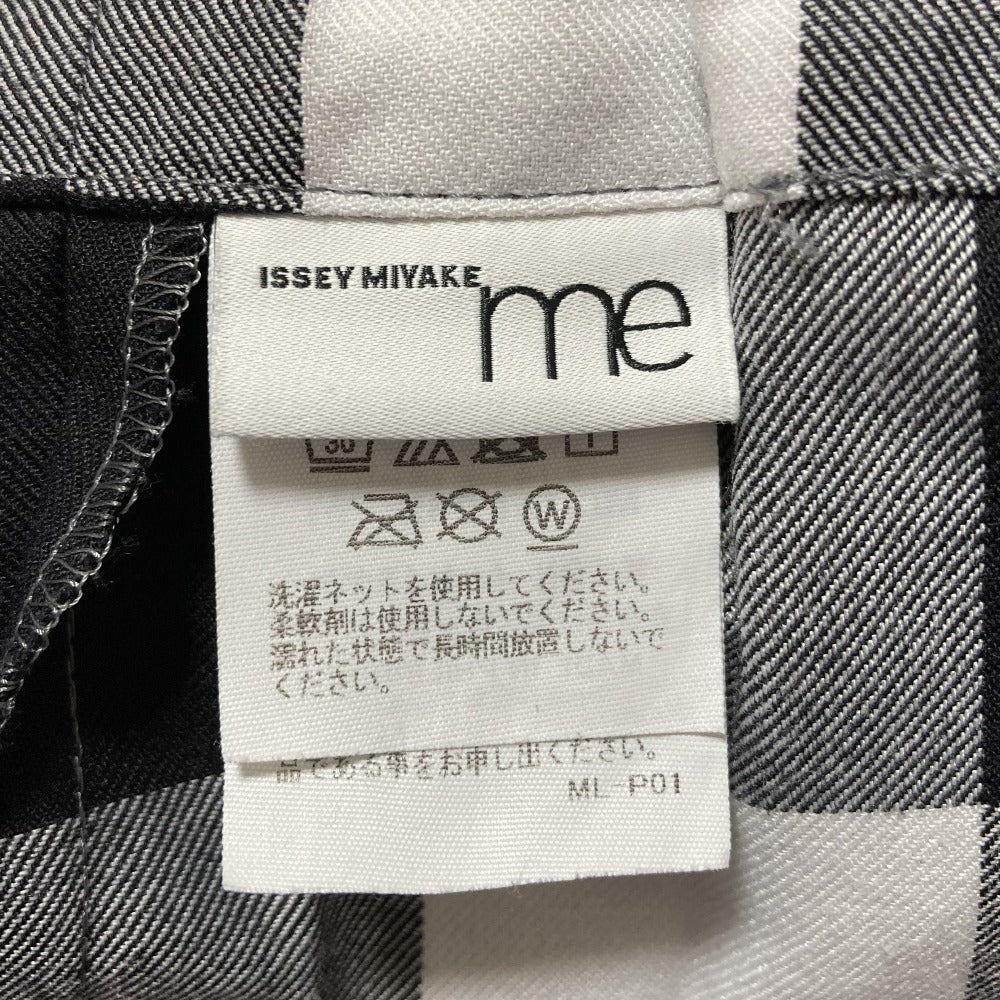 ISSEY MIYAKE
me
30
W
洗濯ネットを使用してください。
柔軟剤は使用しないでください。
濡れた状態で長時間放置しないで
ください。
品である事をお申し出ください。
ML-P01